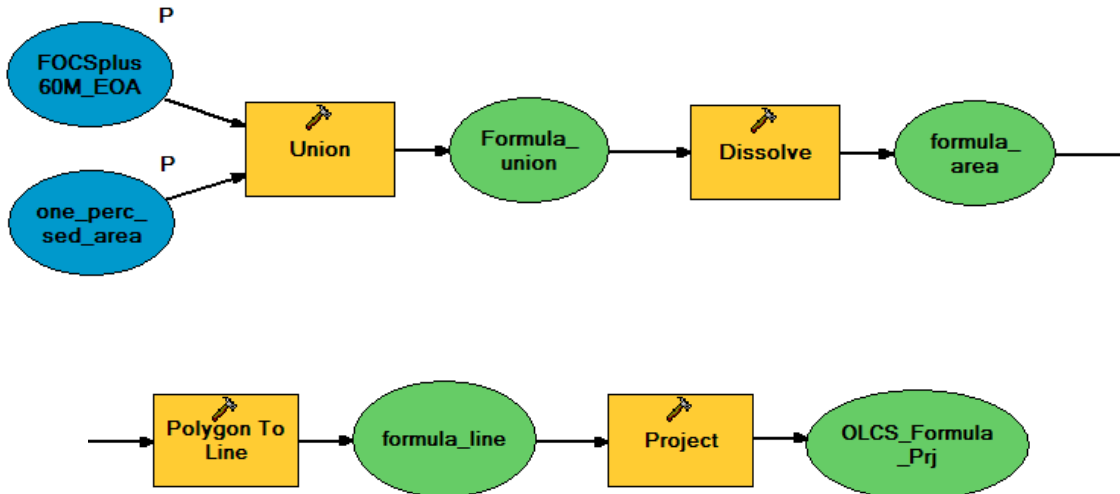 P
FOCSplus
60M_EOA
Union
Formula_
union
Dissolve
formula_
area
P
one_perc_
sed_area
Polygon To
Line
formula_line
Project
OLCS_Formula
_Prj